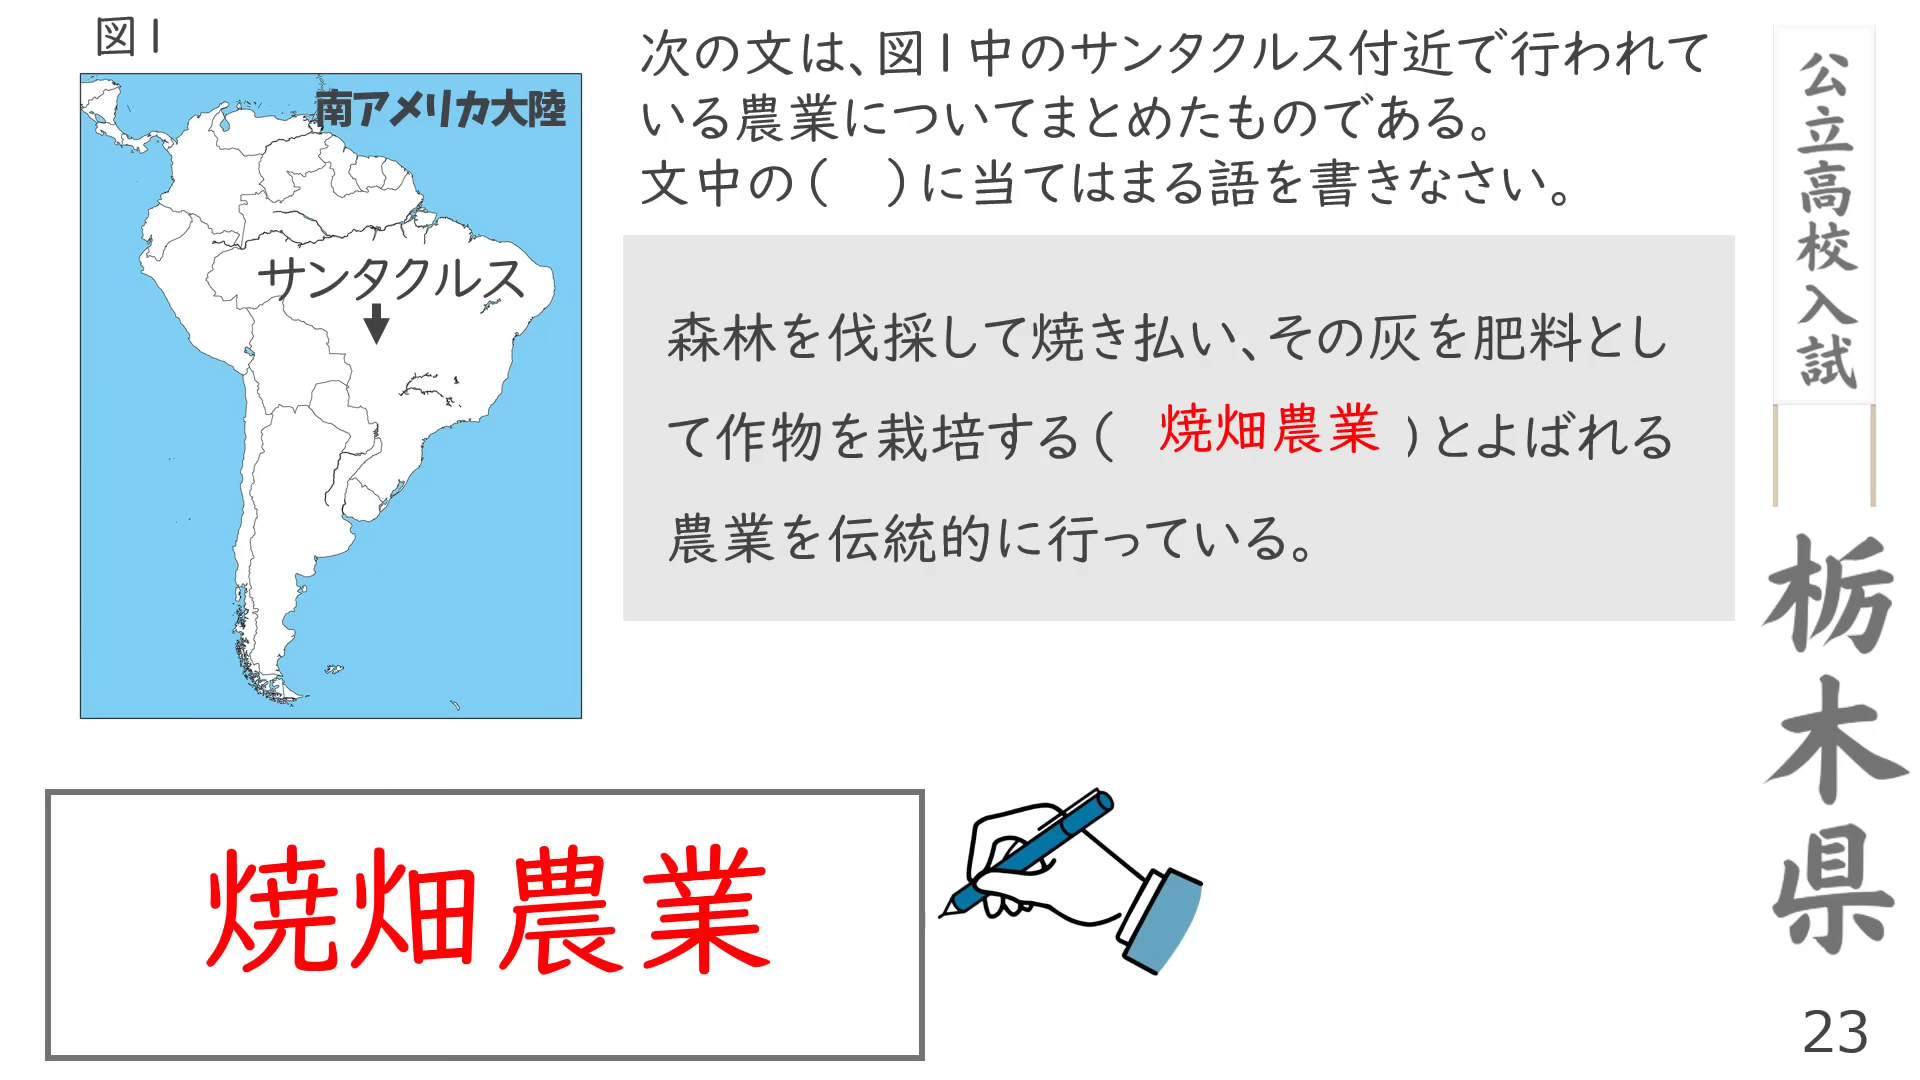 図1
南アメリカ大陸
サンタクルス
次の文は、図1中のサンタクルス付近で行われて
いる農業についてまとめたものである。
文中の(　)に当てはまる語を書きなさい。
森林を伐採して焼き払い、その灰を肥料とし
て作物を栽培する( 焼畑農業 )とよばれる
農業を伝統的に行っている。
焼畑農業
公立高校入試
栃木県
23